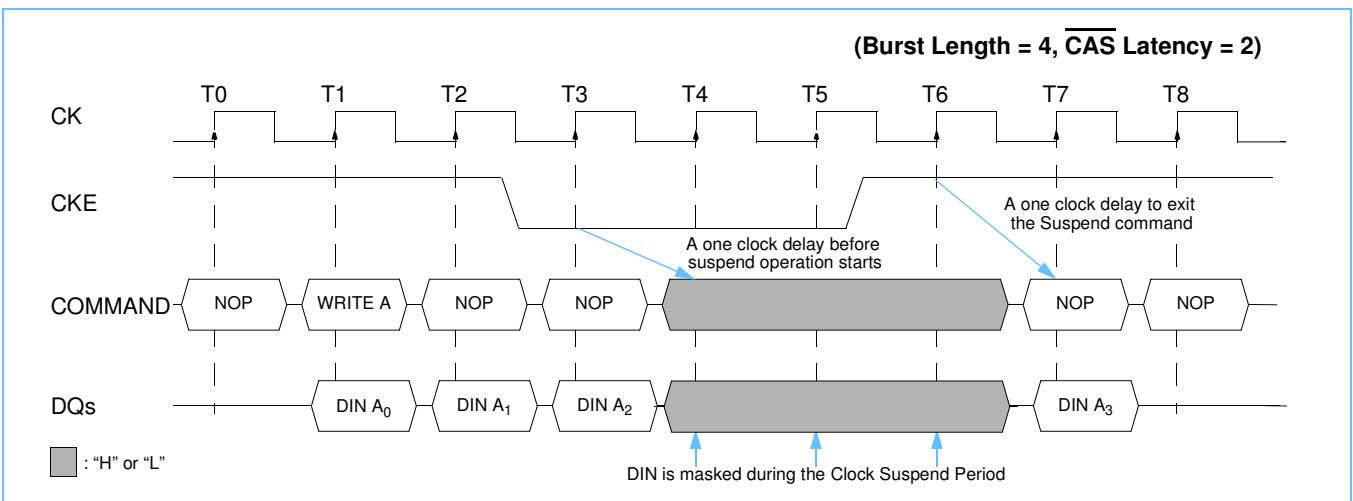 (Burst Length = 4, CAS Latency = 2)
T0 T1 T2 T3 T4 T5 T6 T7 T8
CK
CKE
A one clock delay to exit
the Suspend command
A one clock delay before
suspend operation starts
COMMAND NOP WRITE A NOP NOP NOP NOP
DQs DIN A0 DIN A1 DIN A2 DIN A3
: “H” or “L”
DIN is masked during the Clock Suspend Period